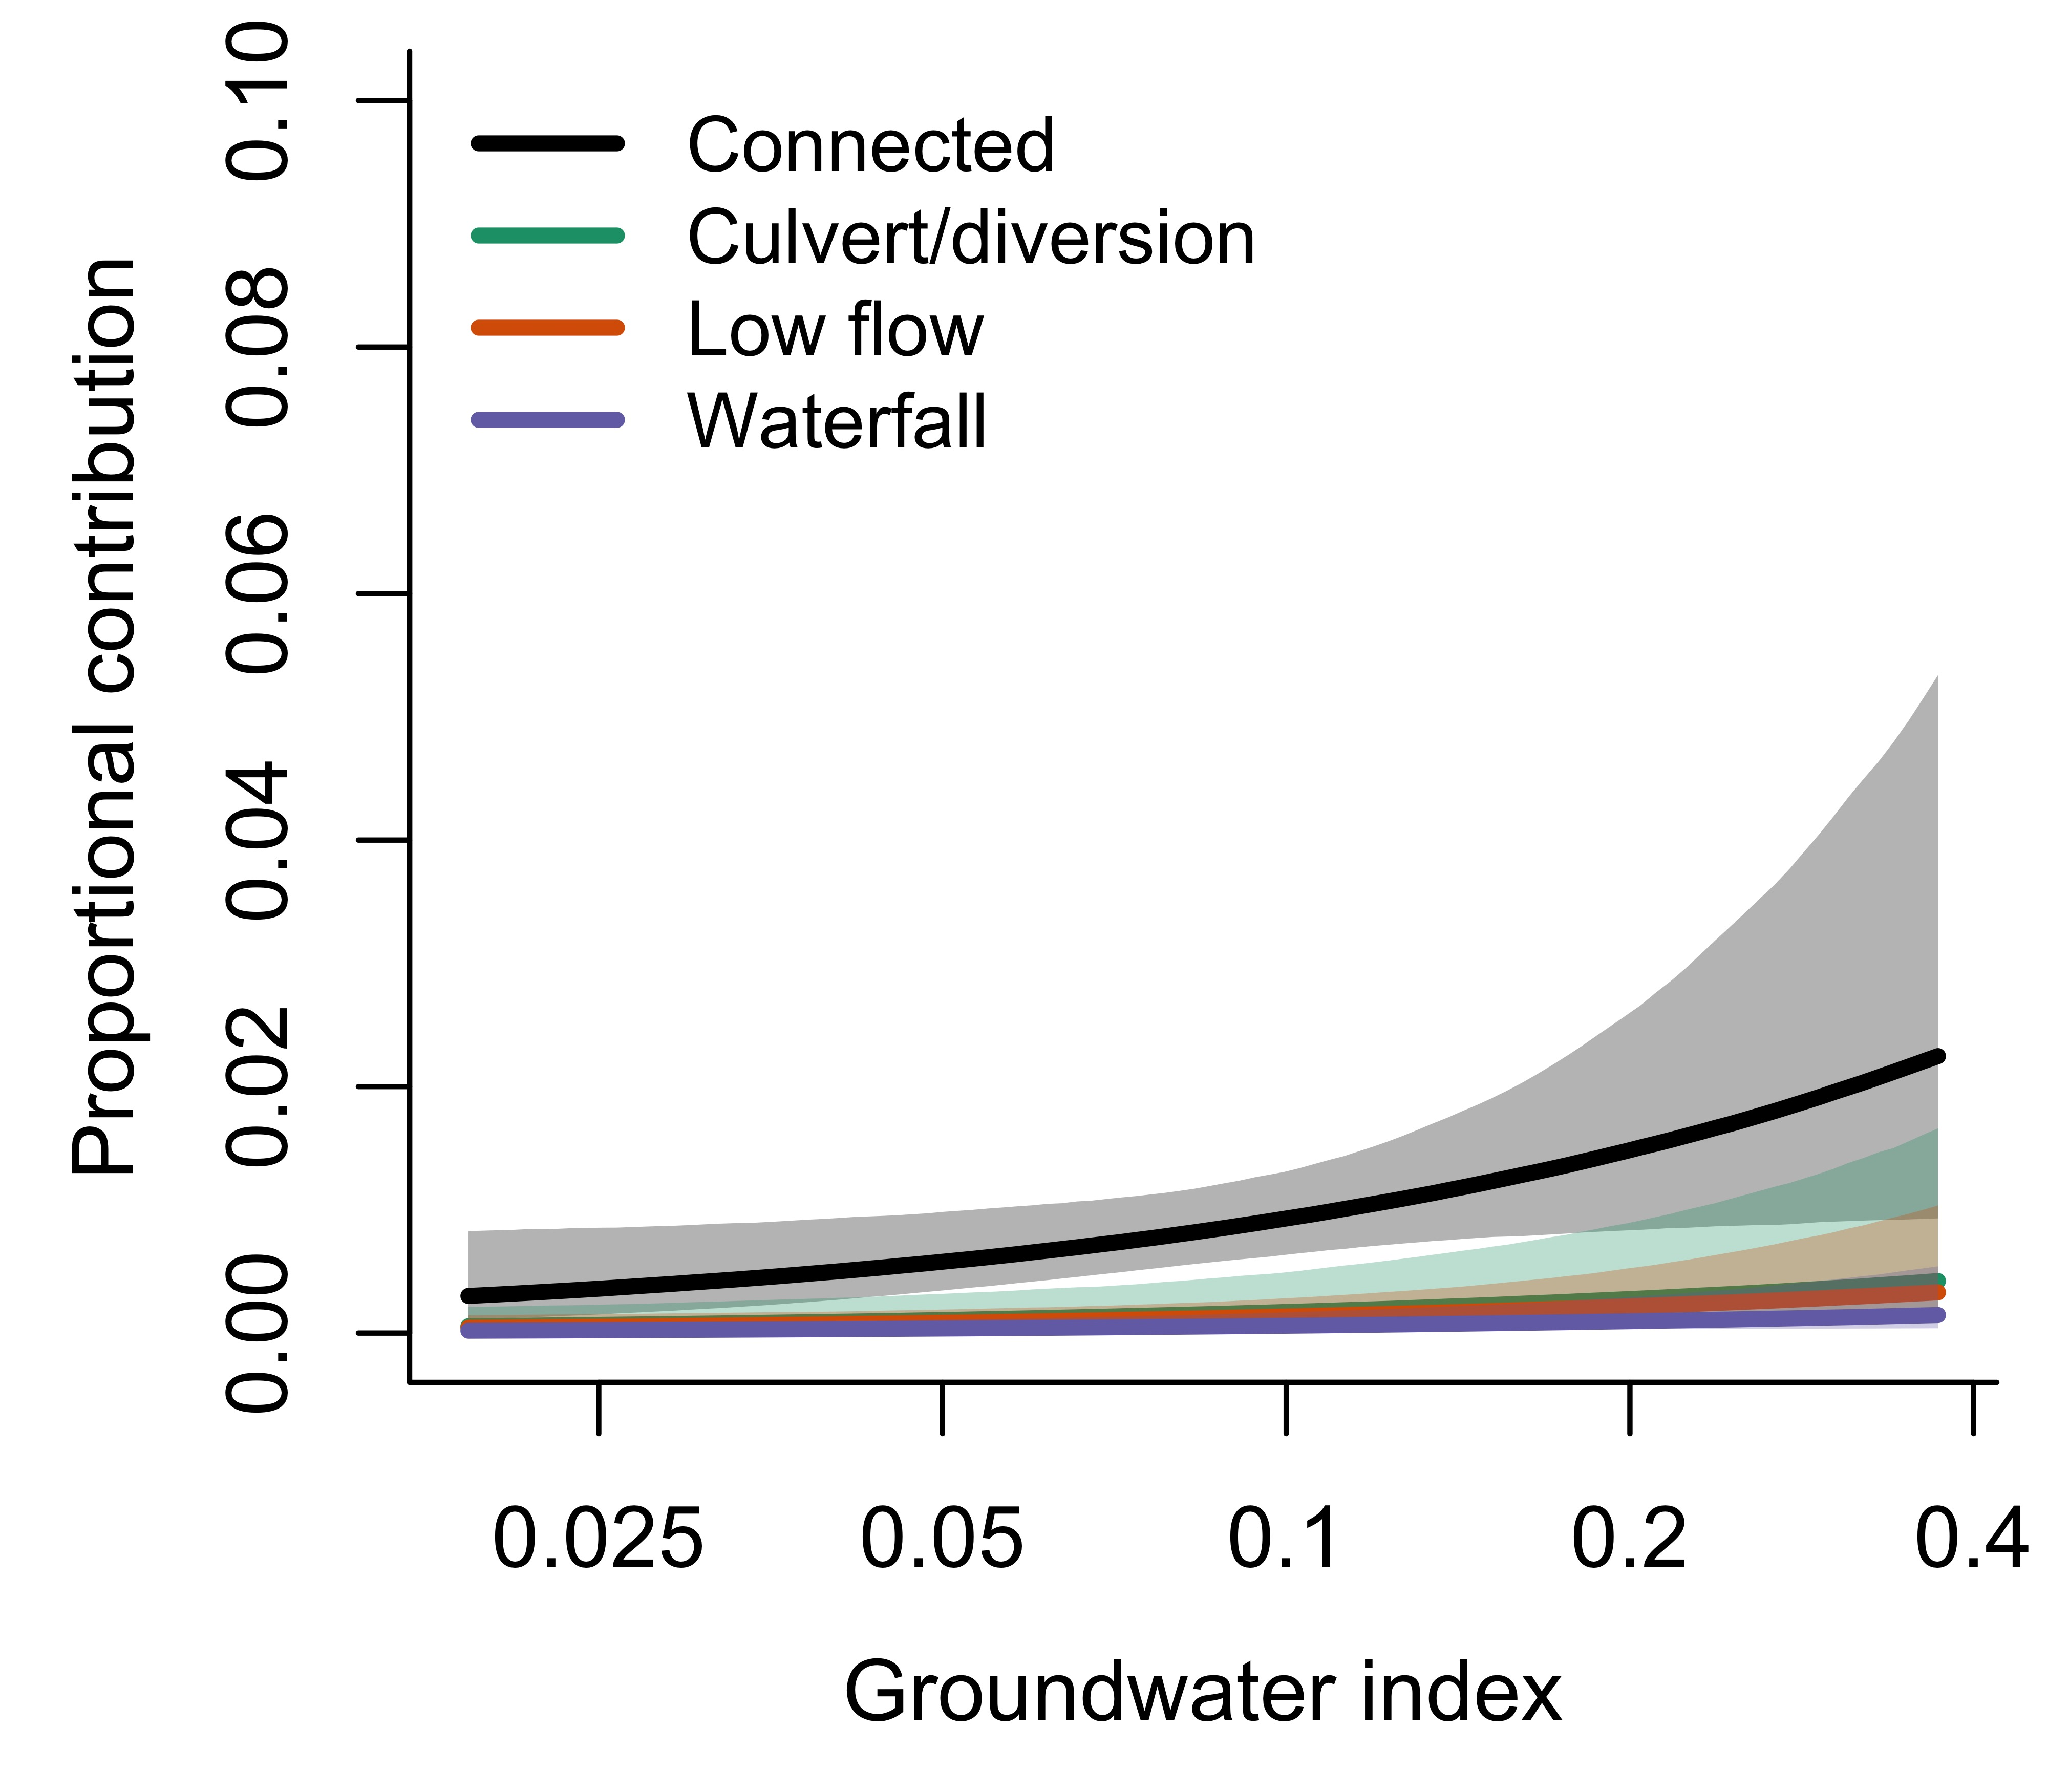 Connected
Culvert/diversion
Low flow
Waterfall
Proportional contribution
0.10
0.08
0.06
0.04
0.02
0.00
0.025 0.05 0.1 0.2 0.4
Groundwater index